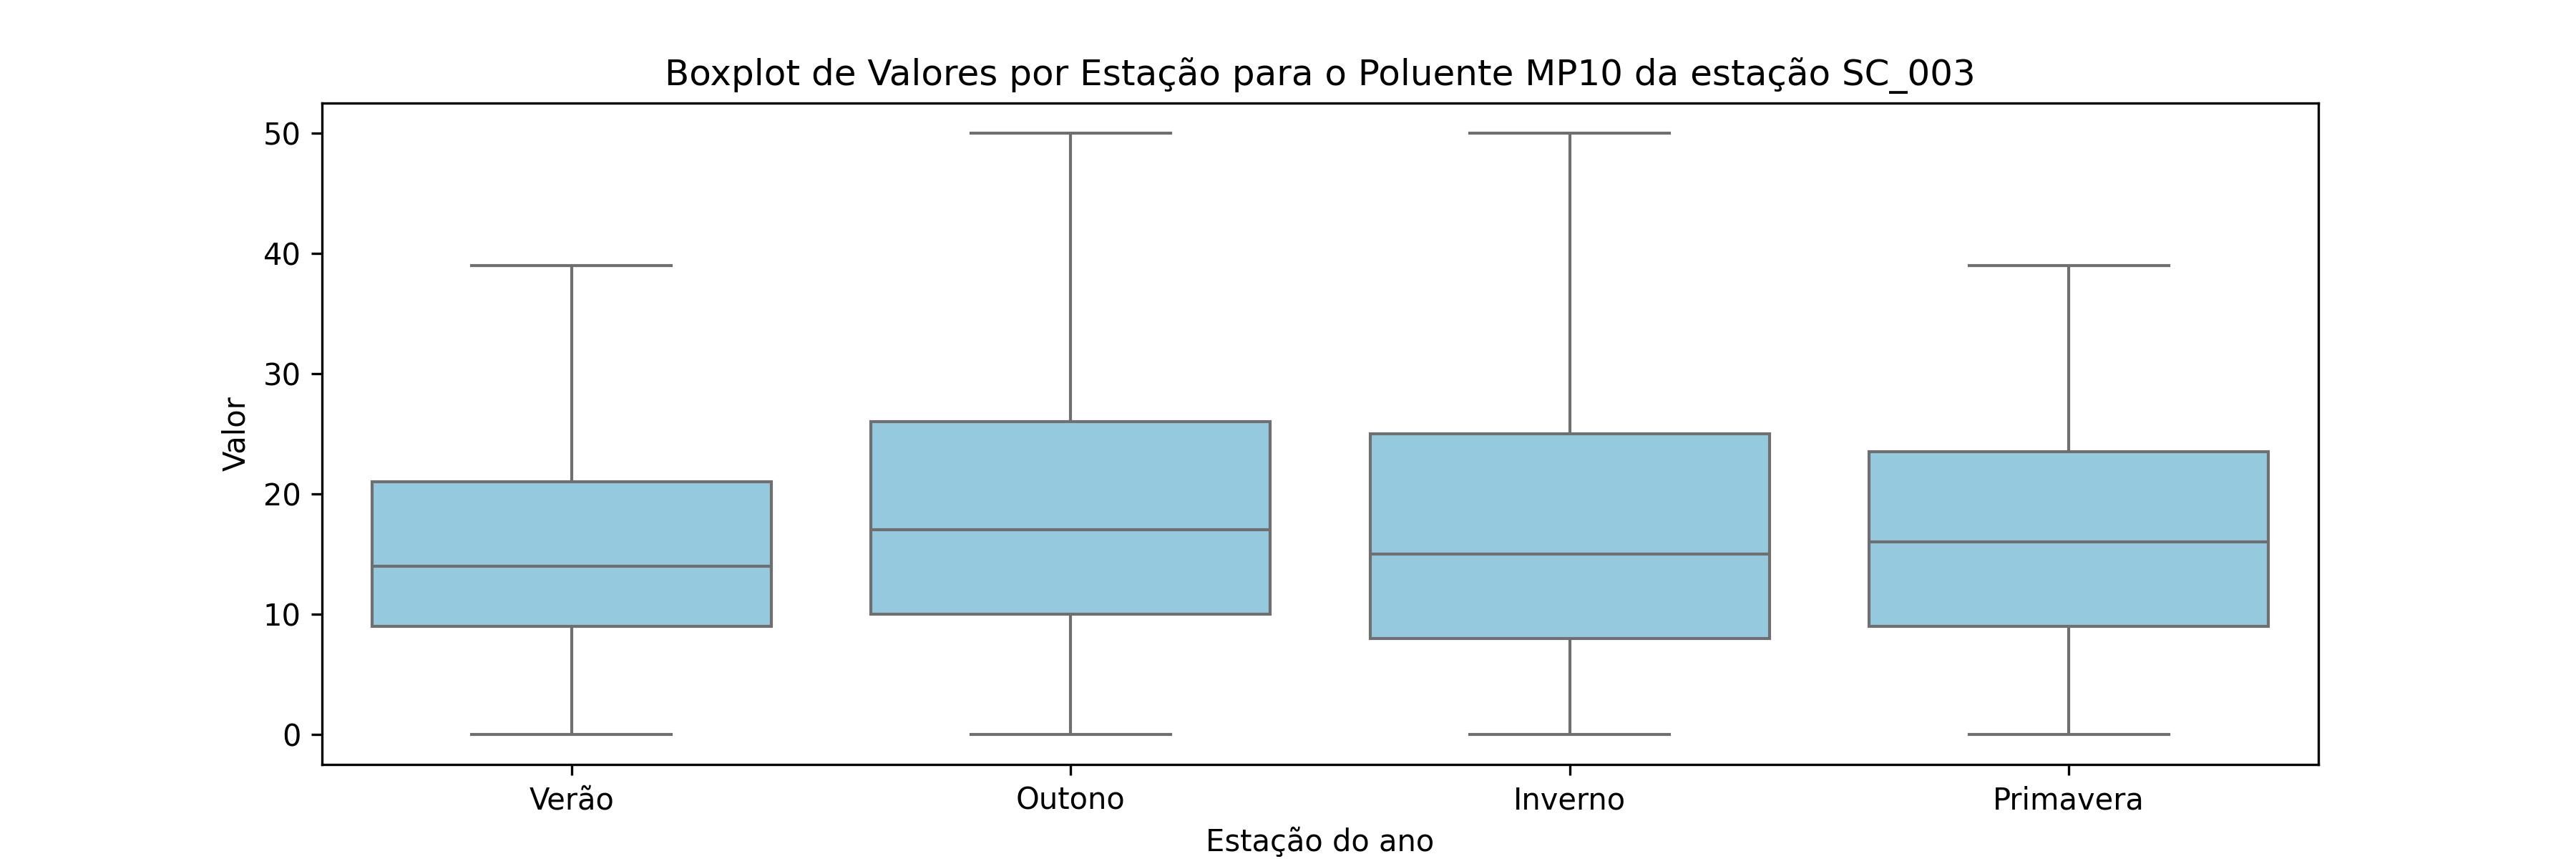 Boxplot de Valores por Estação para o Poluente MP10 da estação SC_003
50
40
30
20
10
0
Valor
Verão
Outono
Inverno
Primavera
Estação do ano